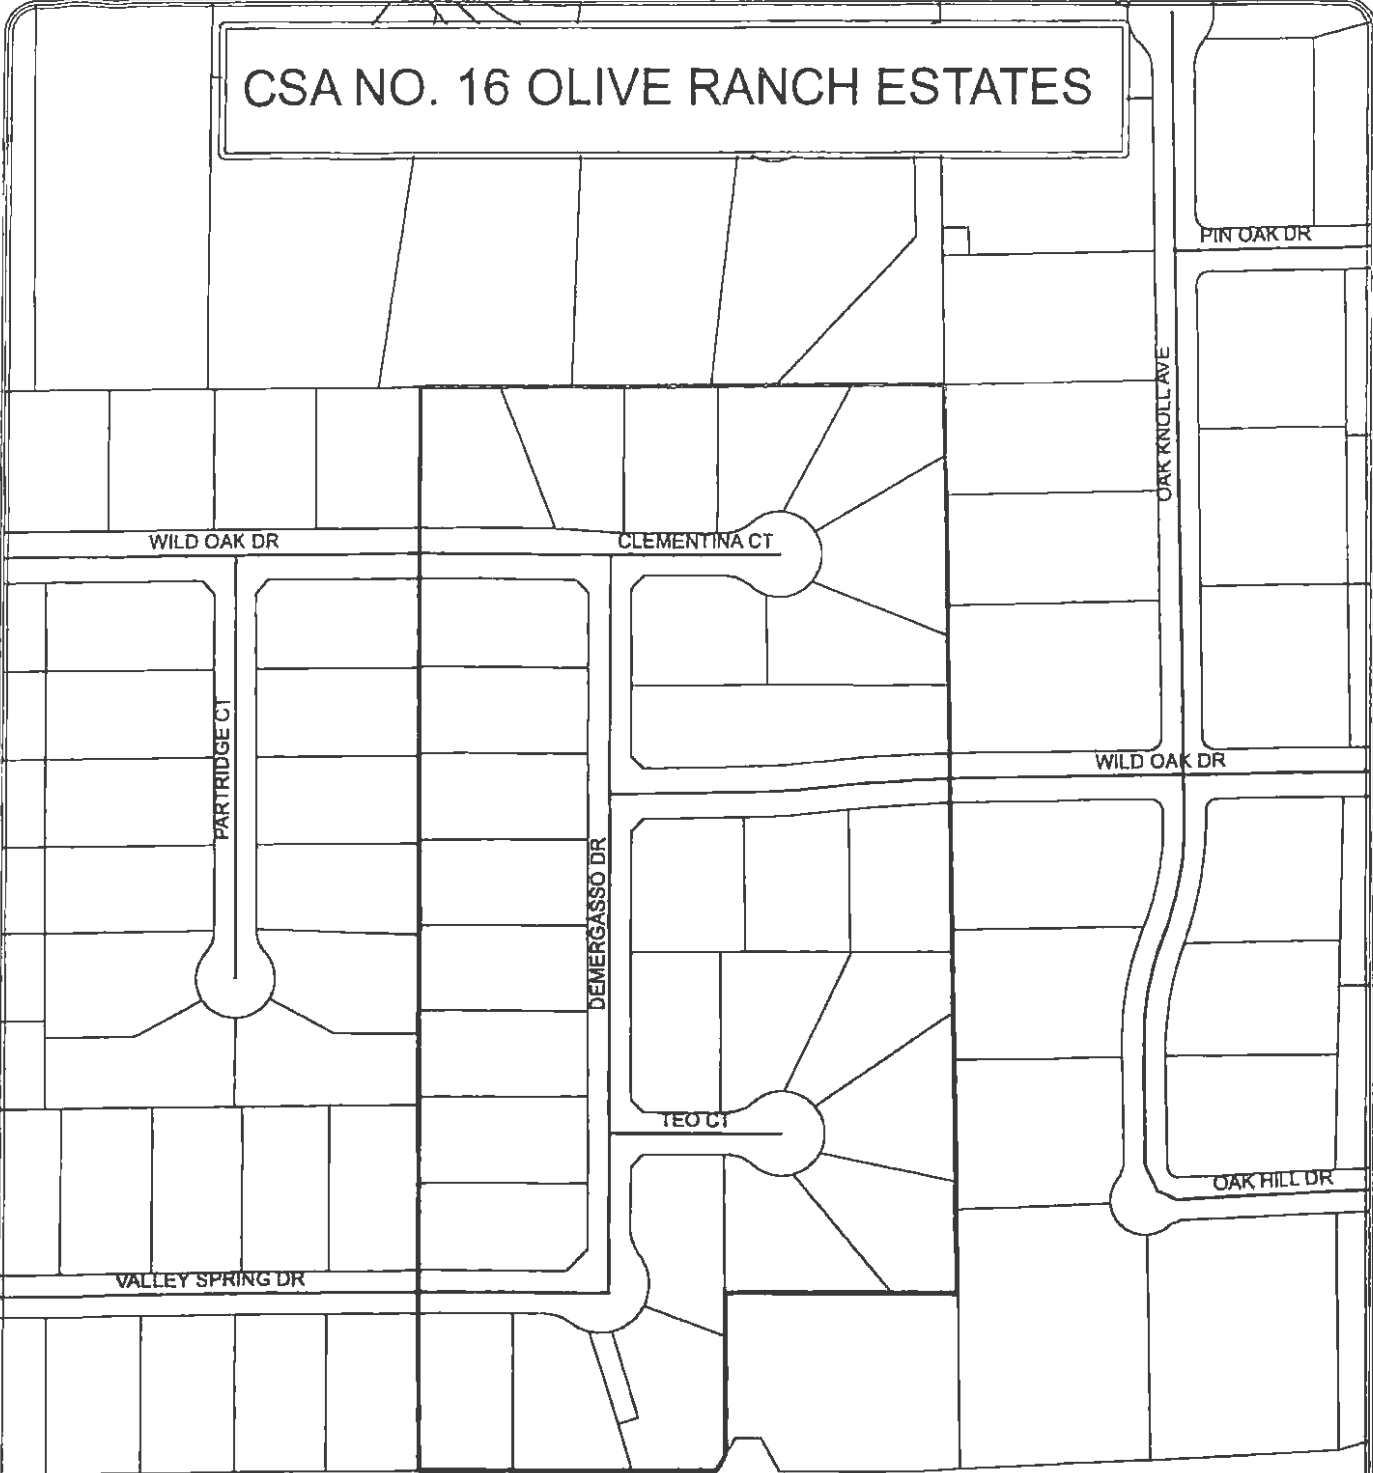 CSA NO. 16 OLIVE RANCH ESTATES
PIN OAK DR
OAK KNOLL AVE
WILD OAK DR
CLEMENTINA CT
PARTRIDGE CT
WILD OAK DR
DEMERGASSO DR
TEO CT
OAK HILL DR
VALLEY SPRING DR